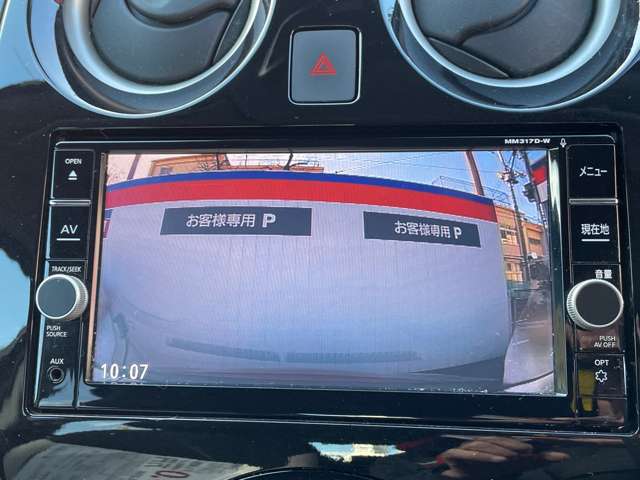 MM317D-W
OPEN
AV
TRACK/SEEK
PUSH
SOURCE
AUX
お客様専用 P
お客様専用 P
10:07
メニュー
現在地
音量
PUSH
AV OFF
OPT